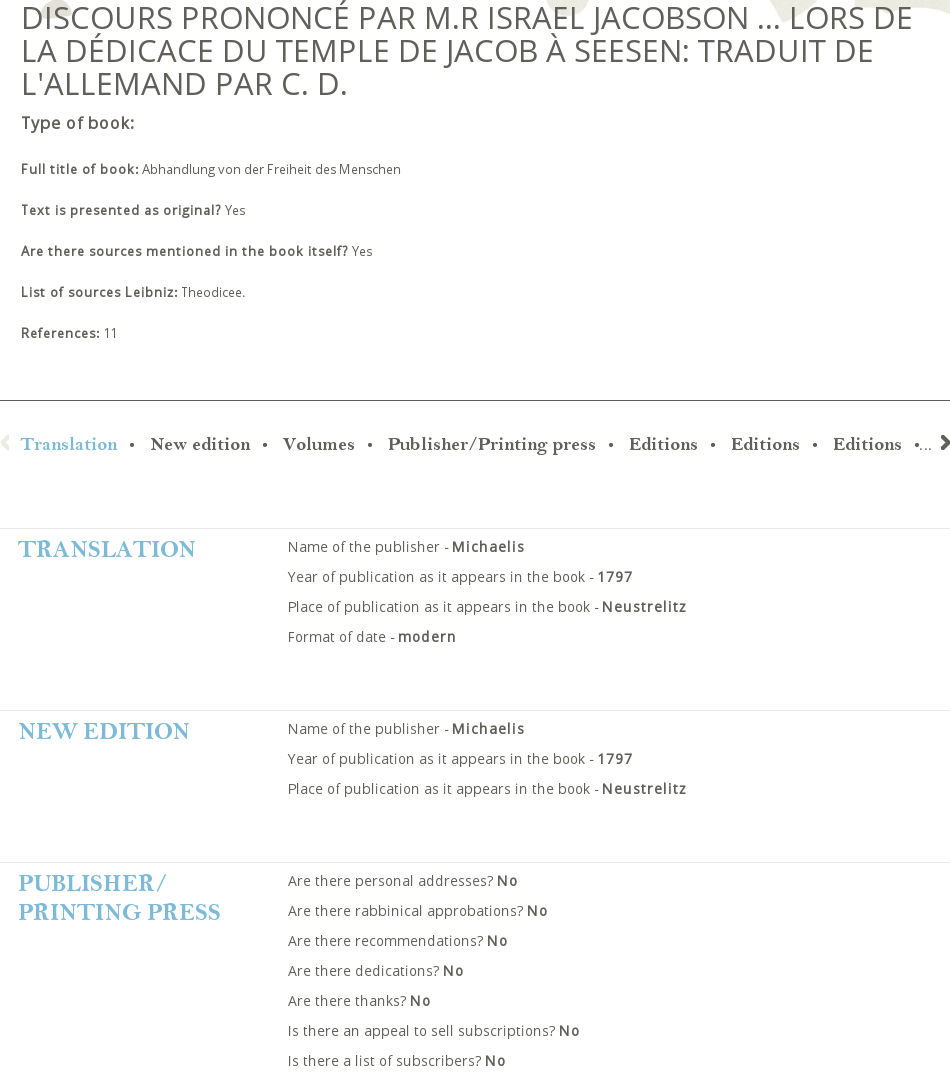 DISCOURS PRONONCÉ PAR M.R ISRAEL JACOBSON ... LORS DE
LA DÉDICACE DU TEMPLE DE JACOB À SEESEN: TRADUIT DE
L'ALLEMAND PAR C. D.
Type of book:
Full title of book: Abhandlung von der Freiheit des Menschen
Text is presented as original? Yes
Are there sources mentioned in the book itself? Yes
List of sources Leibniz: Theodicee.
References: 11
Translation • New edition • Volumes • Publisher/Printing press • Editions • Editions • Editions •...
TRANSLATION
Name of the publisher - Michaelis
Year of publication as it appears in the book - 1797
Place of publication as it appears in the book - Neustrelitz
Format of date - modern
NEW EDITION
Name of the publisher - Michaelis
Year of publication as it appears in the book - 1797
Place of publication as it appears in the book - Neustrelitz
PUBLISHER/
PRINTING PRESS
Are there personal addresses? No
Are there rabbinical approbations? No
Are there recommendations? No
Are there dedications? No
Are there thanks? No
Is there an appeal to sell subscriptions? No
Is there a list of subscribers? No